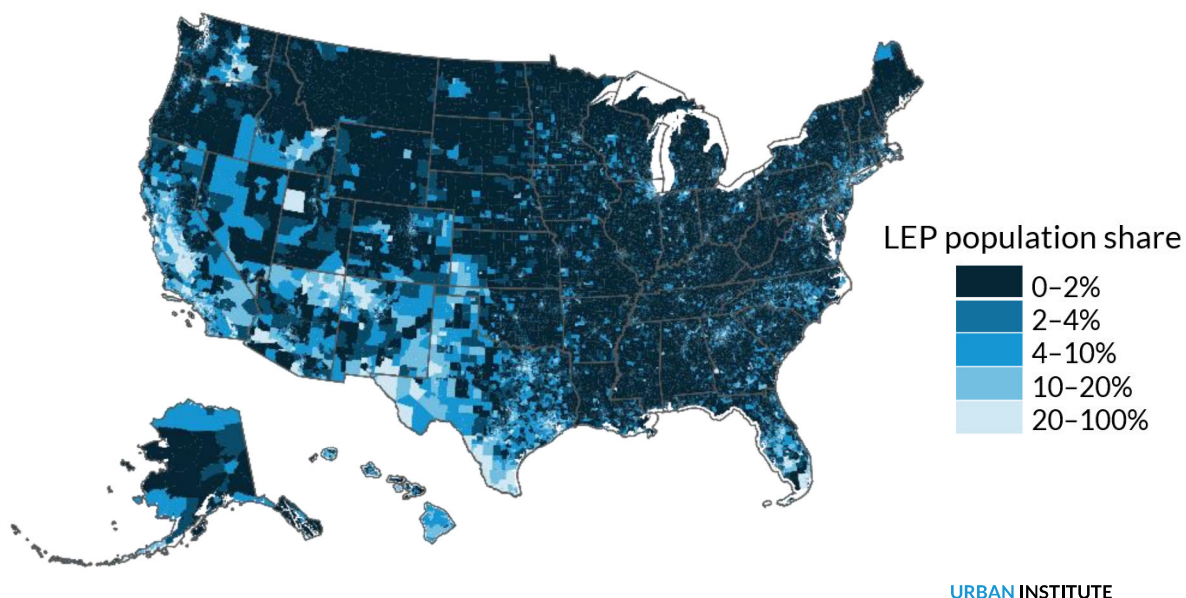 LEP population share
0–2%
2–4%
4–10%
10–20%
20–100%
URBAN INSTITUTE